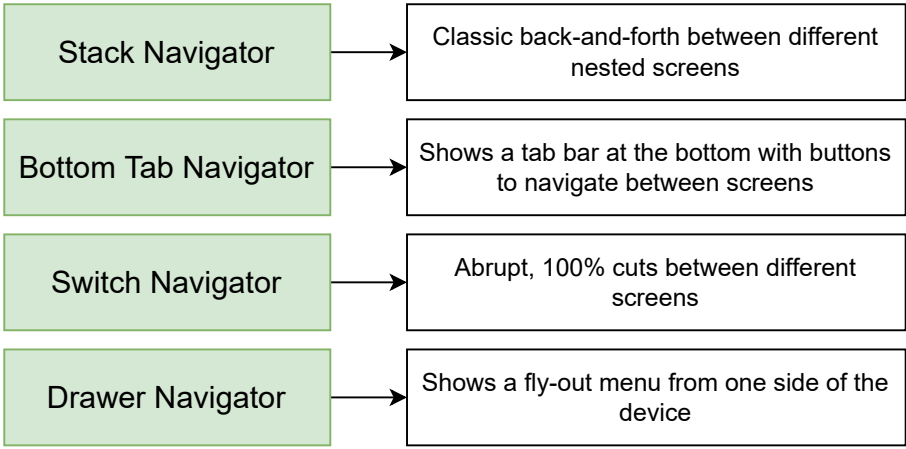 Stack Navigator
Classic back-and-forth between different
nested screens
Bottom Tab Navigator
Shows a tab bar at the bottom with buttons
to navigate between screens
Switch Navigator
Abrupt, 100% cuts between different
screens
Drawer Navigator
Shows a fly-out menu from one side of the
device